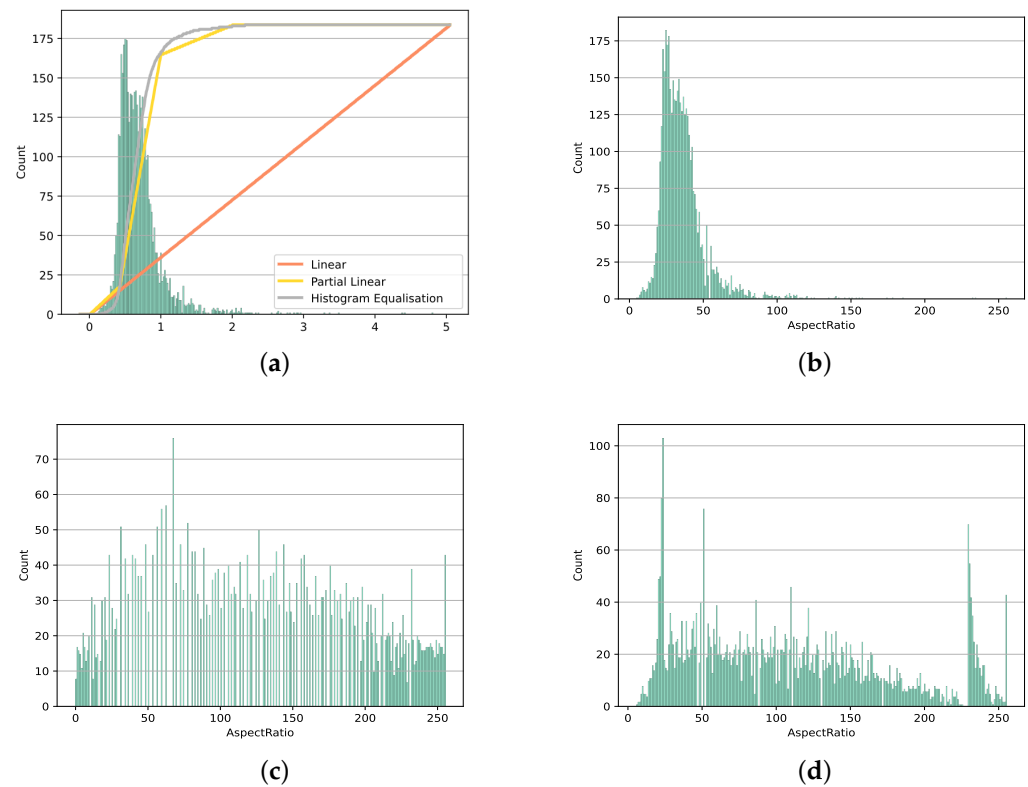 175
150
125
100
75
50
25
0
Count
Linear
Partial Linear
Histogram Equalisation
0 1 2 3 4 5
(a)
175
150
125
100
75
50
25
0
Count
0 50 100 150 200 250
AspectRatio
(b)
70
60
50
40
30
20
10
0
Count
0 50 100 150 200 250
AspectRatio
(c)
100
80
60
40
20
0
Count
0 50 100 150 200 250
AspectRatio
(d)